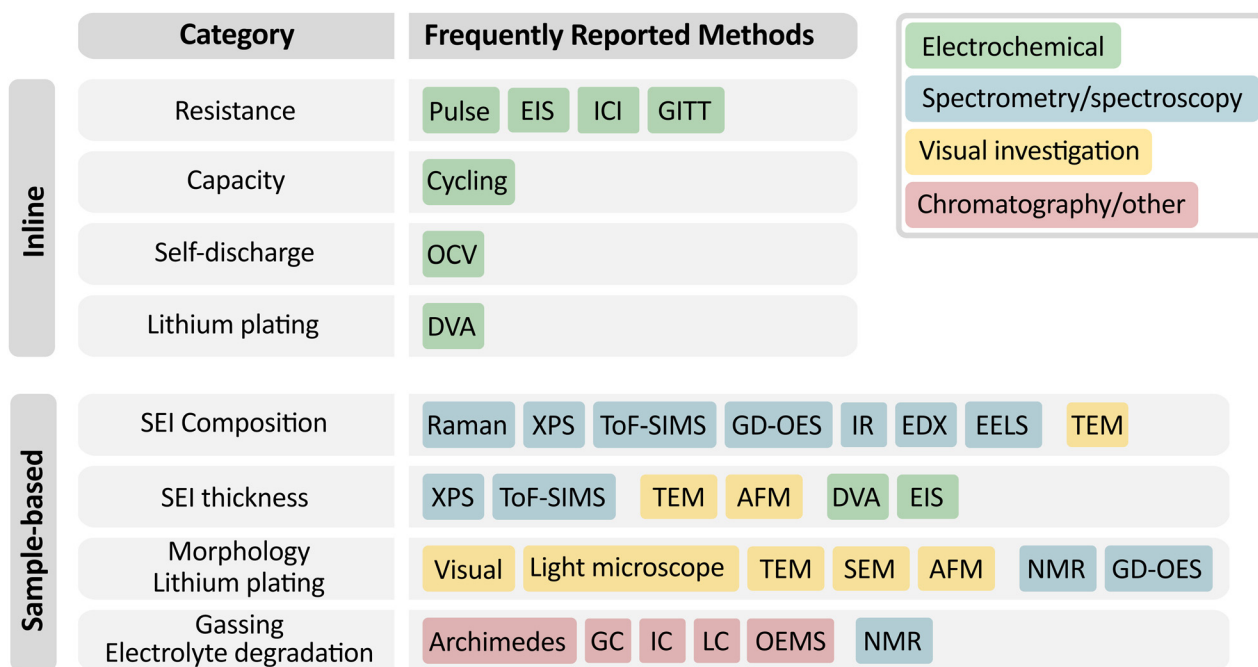 Category
Frequently Reported Methods
Electrochemical
Spectrometry/spectroscopy
Visual investigation
Chromatography/other
Inline
Resistance
Pulse EIS ICI GITT
Capacity
Cycling
Self-discharge
OCV
Lithium plating
DVA
Sample-based
SEI Composition
Raman XPS ToF-SIMS GD-OES IR EDX EELS TEM
SEI thickness
XPS ToF-SIMS TEM AFM DVA EIS
Morphology
Lithium plating
Visual Light microscope TEM SEM AFM NMR GD-OES
Gassing
Electrolyte degradation
Archimedes GC IC LC OEMS NMR